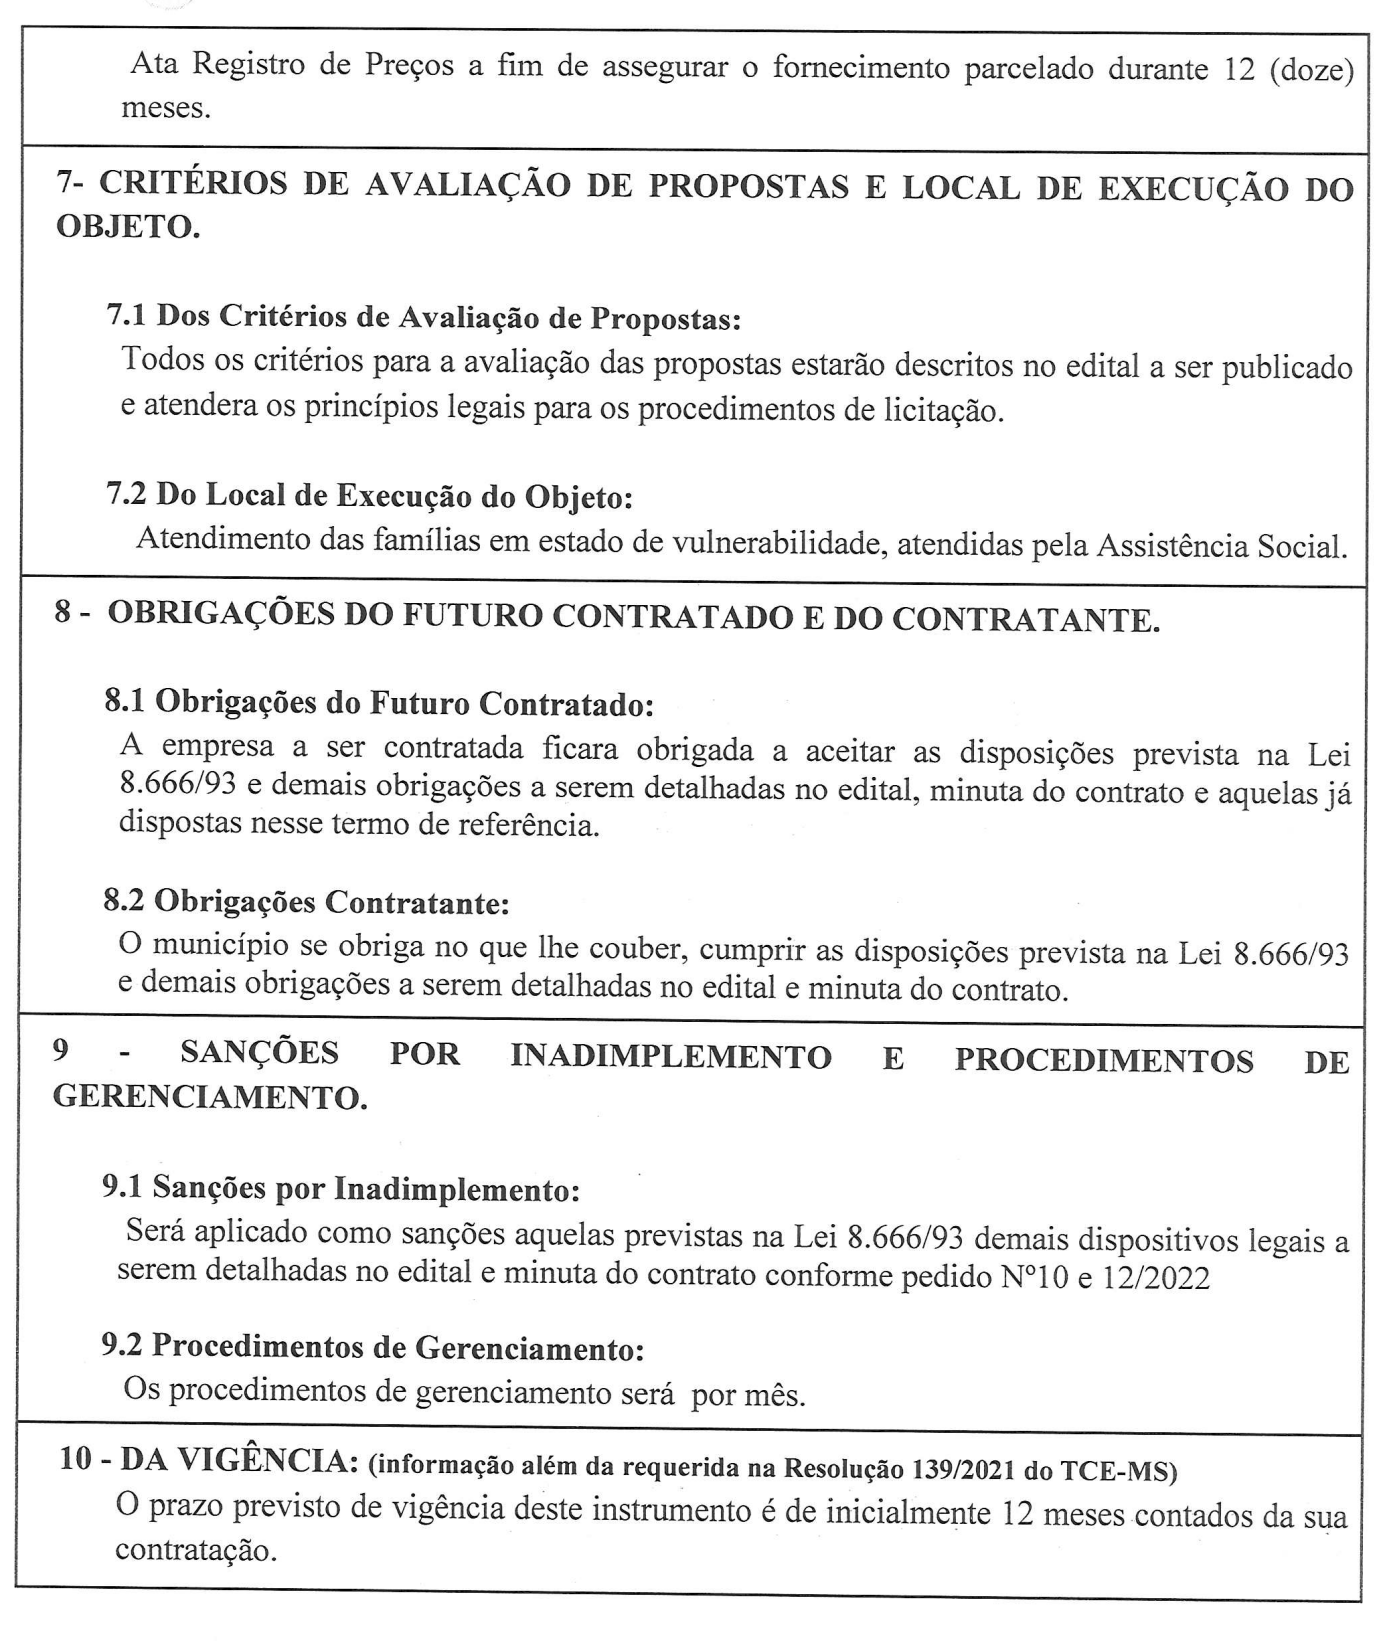 Ata Registro de Preços a fim de assegurar o fornecimento parcelado durante 12 (doze)
meses.
7- CRITÉRIOS DE AVALIAÇÃO DE PROPOSTAS E LOCAL DE EXECUÇÃO DO
OBJETO.
7.1 Dos Critérios de Avaliação de Propostas:
Todos os critérios para a avaliação das propostas estarão descritos no edital a ser publicado
e atendera os princípios legais para os procedimentos de licitação.
7.2 Do Local de Execução do Objeto:
Atendimento das famílias em estado de vulnerabilidade, atendidas pela Assistência Social.
8 - OBRIGAÇÕES DO FUTURO CONTRATADO E DO CONTRATANTE.
8.1 Obrigações do Futuro Contratado:
A empresa a ser contratada ficara obrigada a aceitar as disposições prevista na Lei
8.666/93 e demais obrigações a serem detalhadas no edital, minuta do contrato e aquelas já
dispostas nesse termo de referência.
8.2 Obrigações Contratante:
O município se obriga no que lhe couber, cumprir as disposições prevista na Lei 8.666/93
e demais obrigações a serem detalhadas no edital e minuta do contrato.
9 - SANÇÕES POR INADIMPLEMENTO E PROCEDIMENTOS DE
GERENCIAMENTO.
9.1 Sanções por Inadimplemento:
Será aplicado como sanções aquelas previstas na Lei 8.666/93 demais dispositivos legais a
serem detalhadas no edital e minuta do contrato conforme pedido Nº10 e 12/2022
9.2 Procedimentos de Gerenciamento:
Os procedimentos de gerenciamento será por mês.
10 - DA VIGÊNCIA: (informação além da requerida na Resolução 139/2021 do TCE-MS)
O prazo previsto de vigência deste instrumento é de inicialmente 12 meses contados da sua
contratação.